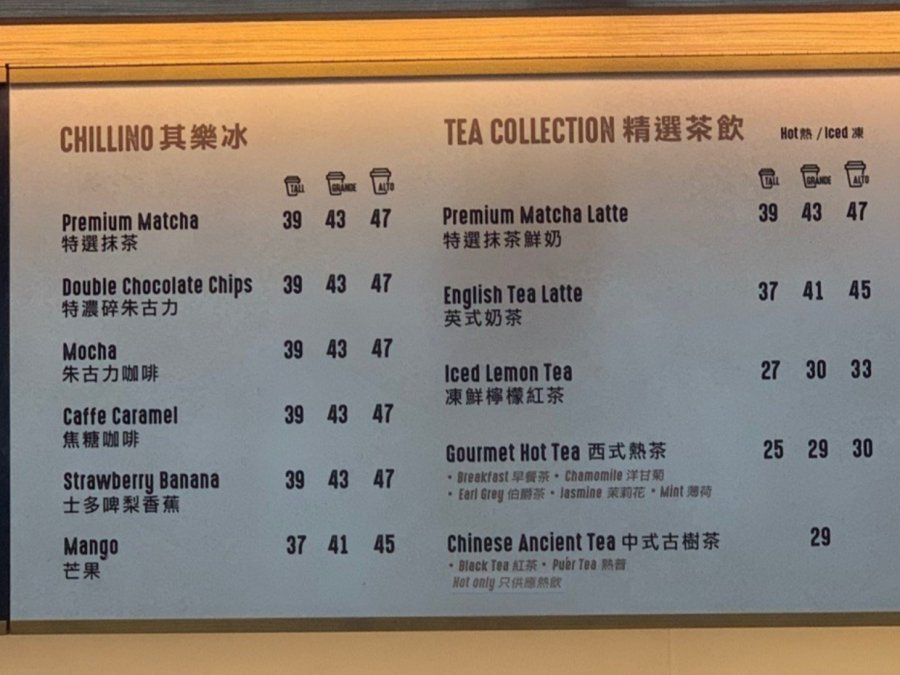 CHILLINO 其樂冰
TALL GRANDE ALTO
Premium Matcha 39 43 47
特選抹茶
Double Chocolate Chips 39 43 47
特濃碎朱古力
Mocha 39 43 47
朱古力咖啡
Caffe Caramel 39 43 47
焦糖咖啡
Strawberry Banana 39 43 47
士多啤梨香蕉
Mango 37 41 45
芒果
TEA COLLECTION 精選茶飲 Hot熱 / Iced 凍
TALL GRANDE ALTO
Premium Matcha Latte 39 43 47
特選抹茶鮮奶
English Tea Latte 37 41 45
英式奶茶
Iced Lemon Tea 27 30 33
凍鮮檸檬紅茶
Gourmet Hot Tea 西式熱茶 25 29 30
• Breakfast 早餐茶 • Chamomile 洋甘菊
• Earl Grey 伯爵茶 • Jasmine 茉莉花 • Mint 薄荷
Chinese Ancient Tea 中式古樹茶 29
• Black Tea 紅茶 • Pu'er Tea 熟普
Hot only 只供應熱飲